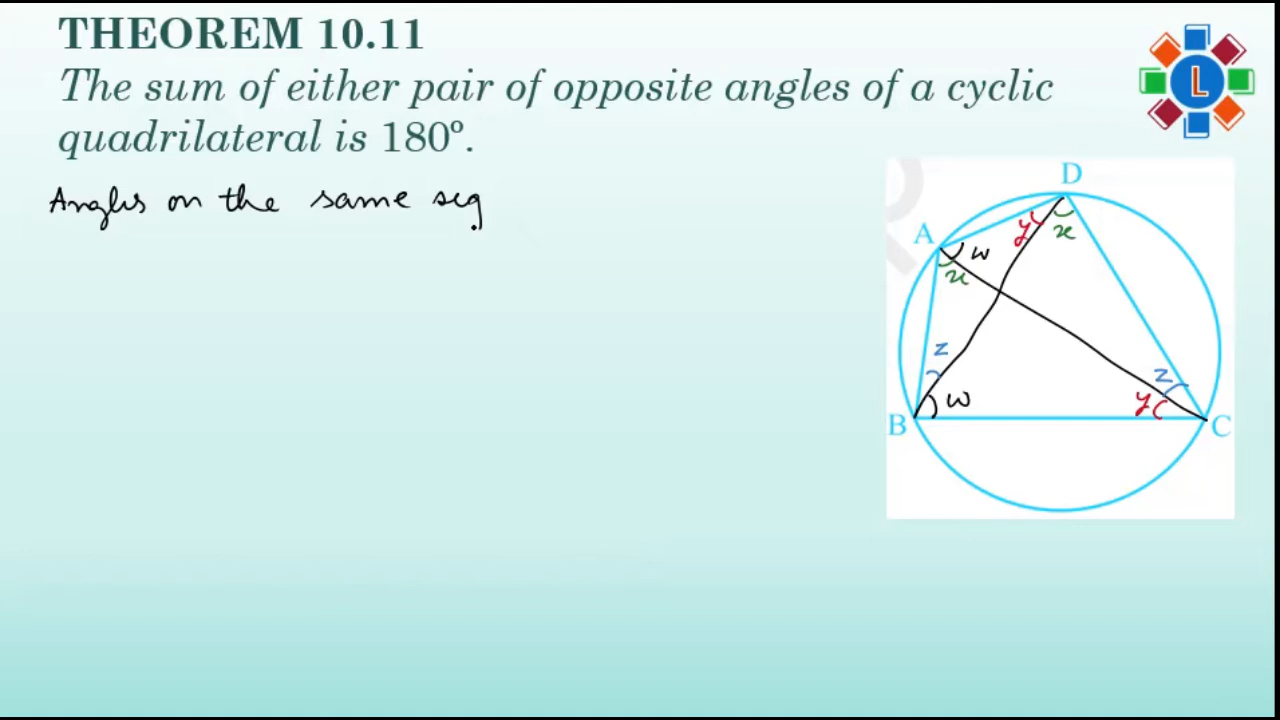 THEOREM 10.11
The sum of either pair of opposite angles of a cyclic
quadrilateral is 180º.
Angles on the same seg
L
D
A
y
x
w
x
z
z
w
y
B
C